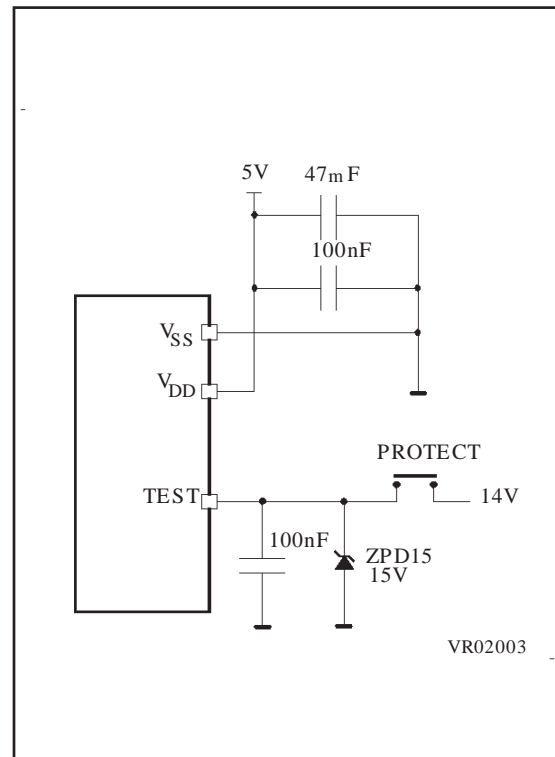 5V
47mF
100nF
VSS
VDD
PROTECT
TEST
14V
100nF
ZPD15
15V
VR02003